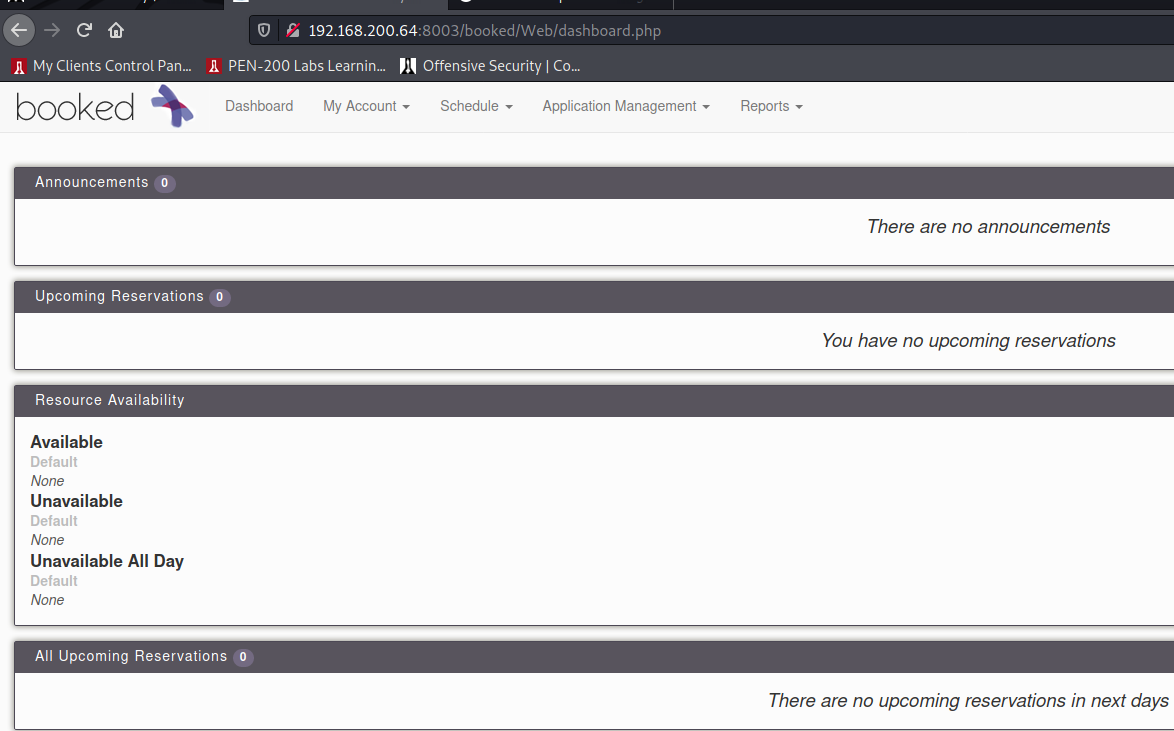 192.168.200.64:8003/booked/Web/dashboard.php
My Clients Control Pan... PEN-200 Labs Learnin... Offensive Security | Co...
booked Dashboard My Account Schedule Application Management Reports
Announcements 0
There are no announcements
Upcoming Reservations 0
You have no upcoming reservations
Resource Availability
Available
Default
None
Unavailable
Default
None
Unavailable All Day
Default
None
All Upcoming Reservations 0
There are no upcoming reservations in next days